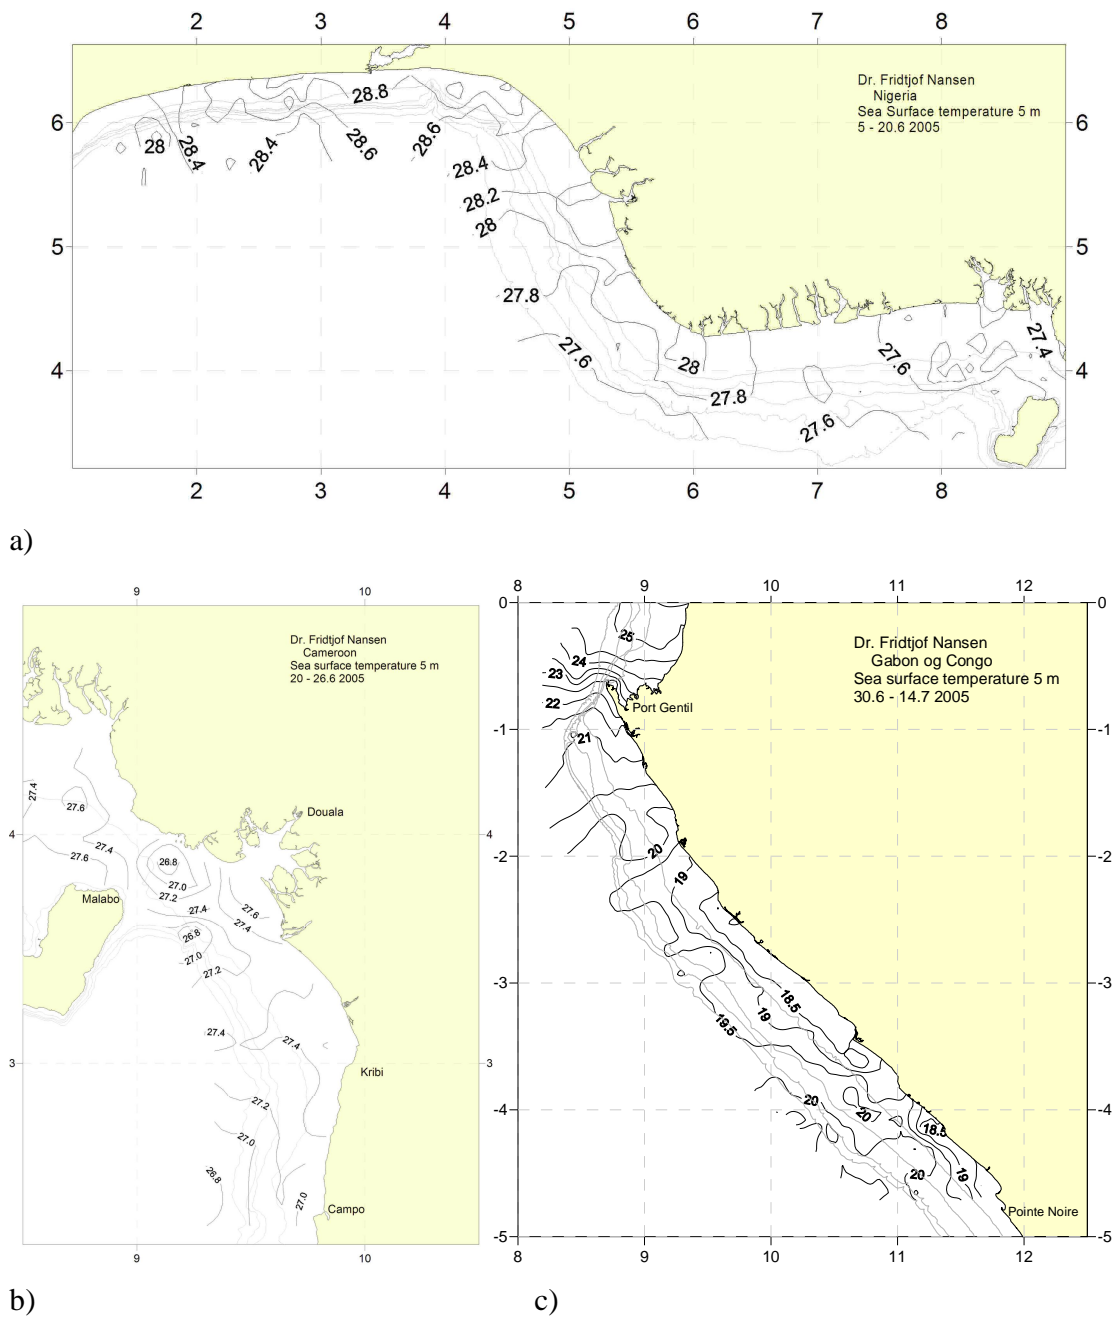 2 3 4 5 6 7 8
Dr. Fridtjof Nansen
Nigeria
Sea Surface temperature 5 m
5 - 20.6 2005
6 6
5 5
4 4
28.8
28
28.4
28.4
28.6
28.6
28.4
28.2
28
27.8
27.6
28
27.8
27.6
27.6
27.4
2 3 4 5 6 7 8
a)
9 10
Dr. Fridtjof Nansen
Cameroon
Sea surface temperature 5 m
20 - 26.6 2005
4 4
3 3
27.4
27.6
Douala
27.4
27.6
26.8
27.0
27.2
Malabo
27.4
27.6
27.4
26.8
27.0
27.2
27.4
27.4
Kribi
27.2
27.0
26.8
27.0
Campo
9 10
b)
8 9 10 11 12
0 0
Dr. Fridtjof Nansen
Gabon og Congo
Sea surface temperature 5 m
30.6 - 14.7 2005
25
24
23
22
Port Gentil
-1 -1
21
-2 -2
20
19
-3 -3
18.5
19
19.5
-4 -4
20
20
18.5
20
19
Pointe Noire
-5 -5
8 9 10 11 12
c)